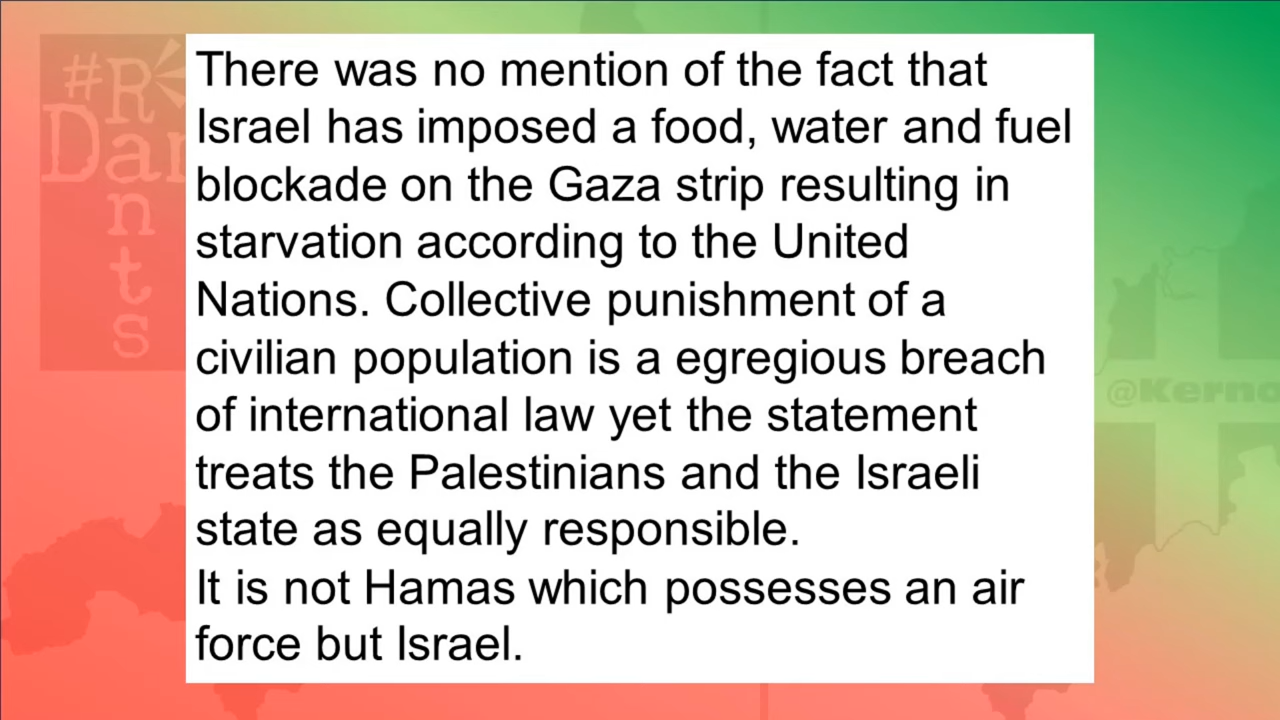 #R
Dan
n
t
s
There was no mention of the fact that
Israel has imposed a food, water and fuel
blockade on the Gaza strip resulting in
starvation according to the United
Nations. Collective punishment of a
civilian population is a egregious breach
of international law yet the statement
treats the Palestinians and the Israeli
state as equally responsible.
It is not Hamas which possesses an air
force but Israel.
@Kerno